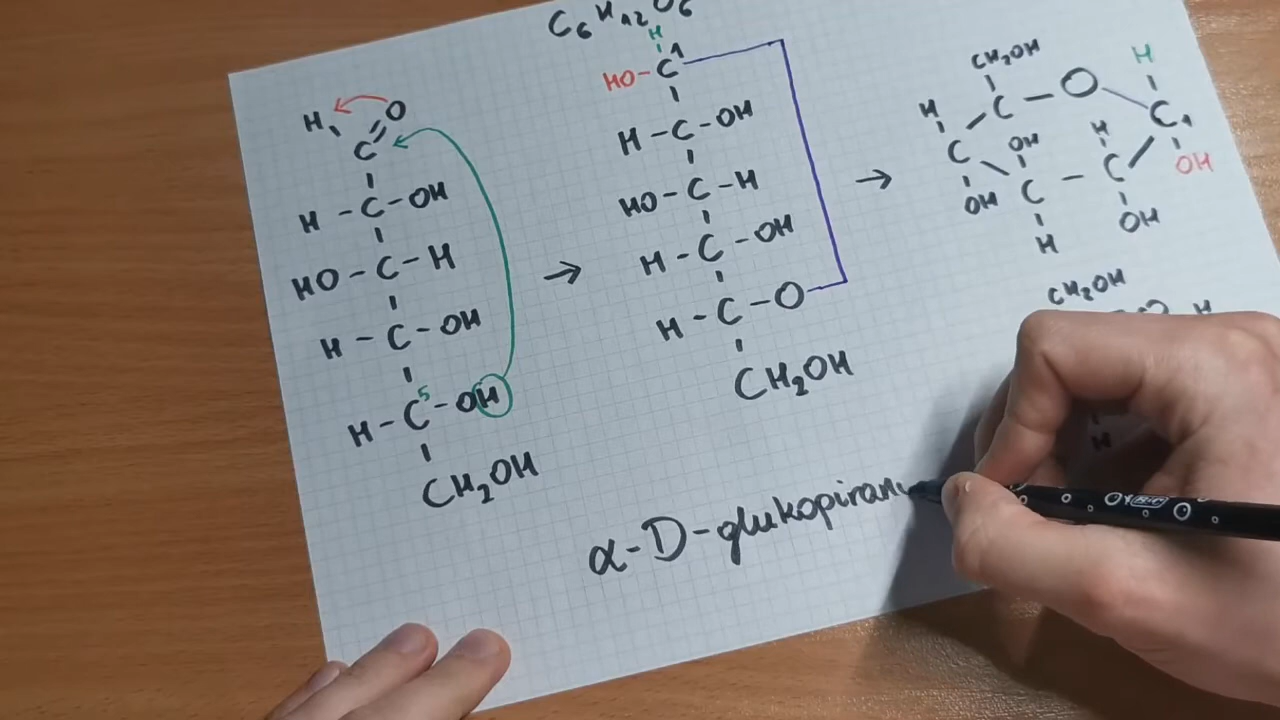 C₆H₁₂O₆
H O
C
H - C - OH
HO - C - H
H - C - OH
H - C⁵ - OH
CH₂OH
→
H
HO - C¹
H - C - OH
HO - C - H
H - C - OH
H - C - O
CH₂OH
→
CH₂OH
H C - O H
C OH H C₁
OH C - C OH
H OH
CH₂OH
O H
H
α-D-glukopiran